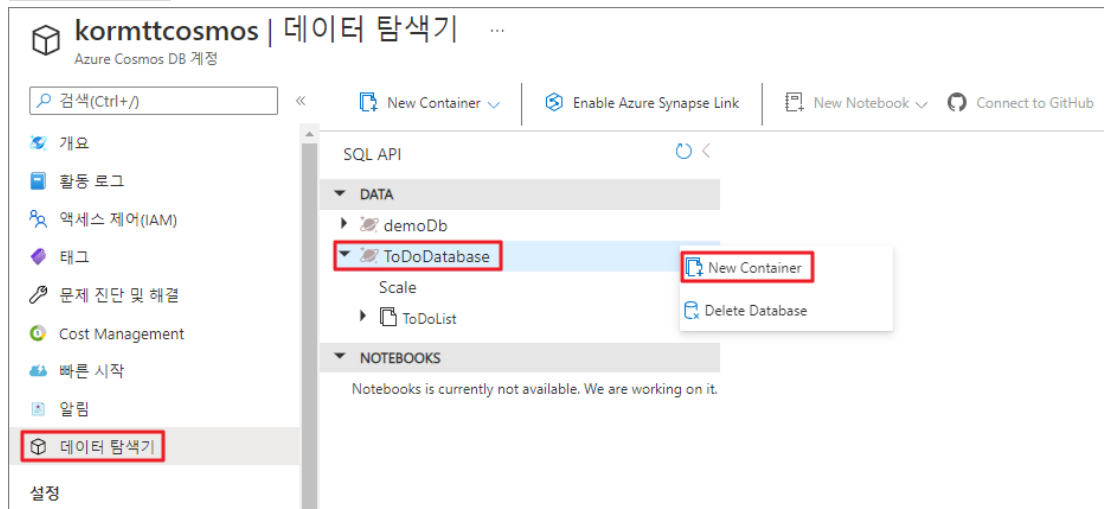 kormttcosmos | 데이터 탐색기 ...
Azure Cosmos DB 계정
검색(Ctrl+/)
«
New Container
Enable Azure Synapse Link
New Notebook
Connect to GitHub
개요
활동 로그
액세스 제어(IAM)
태그
문제 진단 및 해결
Cost Management
빠른 시작
알림
데이터 탐색기
설정
SQL API
DATA
demoDb
ToDoDatabase
Scale
ToDoList
NOTEBOOKS
Notebooks is currently not available. We are working on it.
New Container
Delete Database